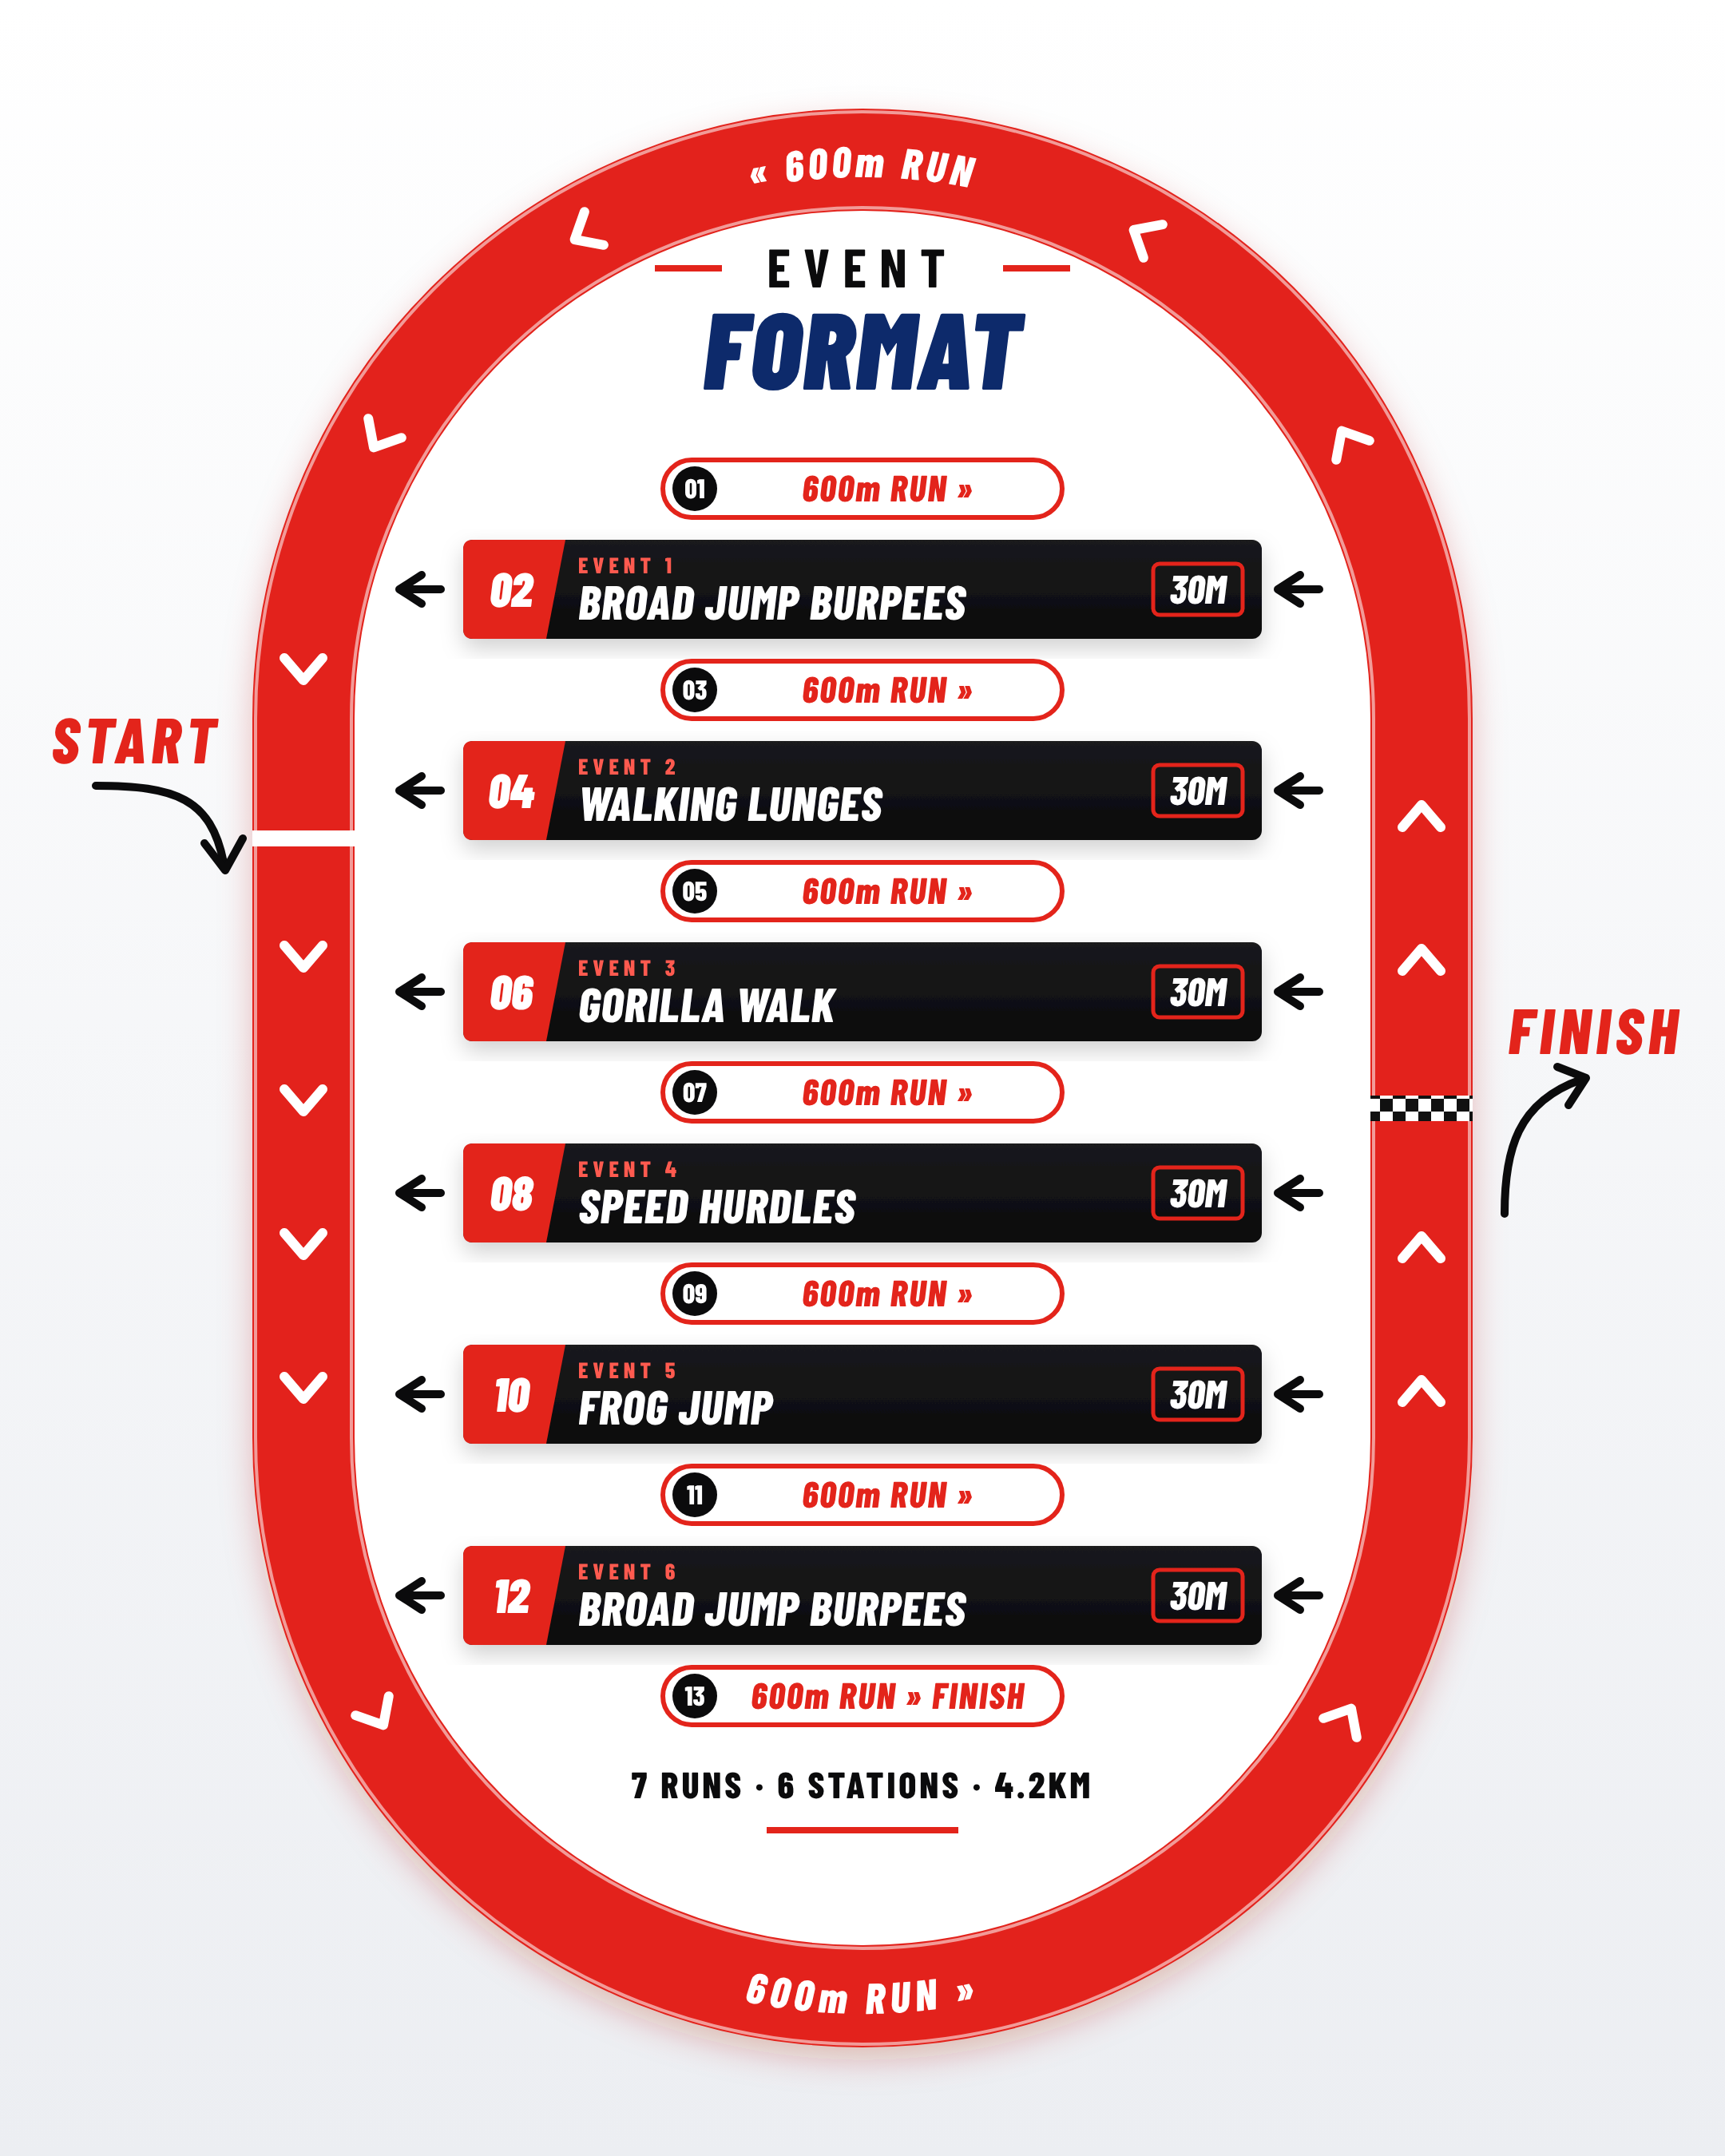 « 600m RUN
EVENT
FORMAT
01 600m RUN »
02 EVENT 1
BROAD JUMP BURPEES 30M
03 600m RUN »
START
04 EVENT 2
WALKING LUNGES 30M
05 600m RUN »
06 EVENT 3
GORILLA WALK 30M
FINISH
07 600m RUN »
08 EVENT 4
SPEED HURDLES 30M
09 600m RUN »
10 EVENT 5
FROG JUMP 30M
11 600m RUN »
12 EVENT 6
BROAD JUMP BURPEES 30M
13 600m RUN » FINISH
7 RUNS · 6 STATIONS · 4.2KM
600m RUN »